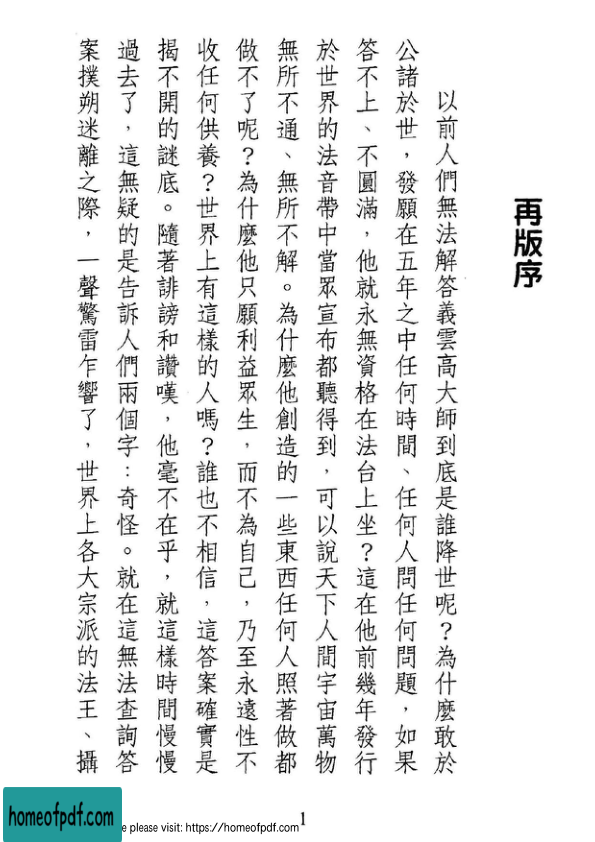 再版序
以前人們無法解答義雲高大師到底是誰降世呢？為什麼敢於
公諸於世，發願在五年之中任何時間、任何人問任何問題，如果
答不上、不圓滿，他就永無資格在法台上坐？這在他前幾年發行
於世界的法音帶中當眾宣布都聽得到，可以說天下人間宇宙萬物
無所不通、無所不解。為什麼他創造的一些東西任何人照著做都
做不了呢？為什麼他只願利益眾生，而不為自己，乃至永遠性不
收任何供養？世界上有這樣的人嗎？誰也不相信，這答案確實是
揭不開的謎底。隨著誹謗和讚嘆，他毫不在乎，就這樣時間慢慢
過去了，這無疑的是告訴人們兩個字：奇怪。就在這無法查詢答
案撲朔迷離之際，一聲驚雷乍響了，世界上各大宗派的法王、攝
1
homeofpdf.com
e please visit: https://homeofpdf.com